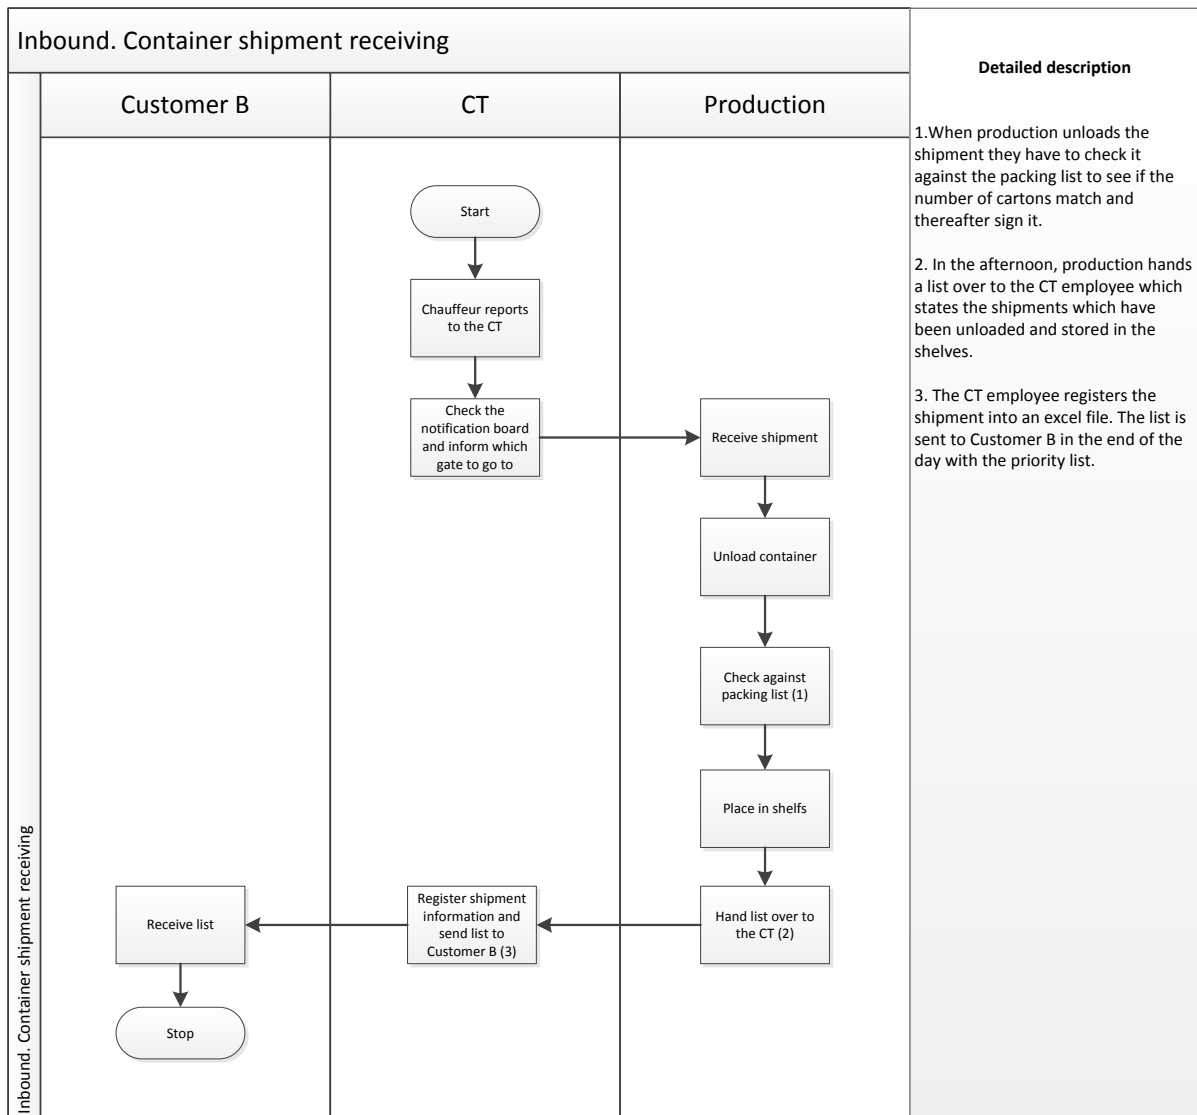 Inbound. Container shipment receiving
Customer B
CT
Production
Start
Chauffeur reports
to the CT
Check the
notification board
and inform which
gate to go to
Receive shipment
Unload container
Check against
packing list (1)
Place in shelfs
Hand list over to
the CT (2)
Register shipment
information and
send list to
Customer B (3)
Receive list
Stop
Inbound. Container shipment receiving
Detailed description
1.When production unloads the
shipment they have to check it
against the packing list to see if the
number of cartons match and
thereafter sign it.
2. In the afternoon, production hands
a list over to the CT employee which
states the shipments which have
been unloaded and stored in the
shelves.
3. The CT employee registers the
shipment into an excel file. The list is
sent to Customer B in the end of the
day with the priority list.